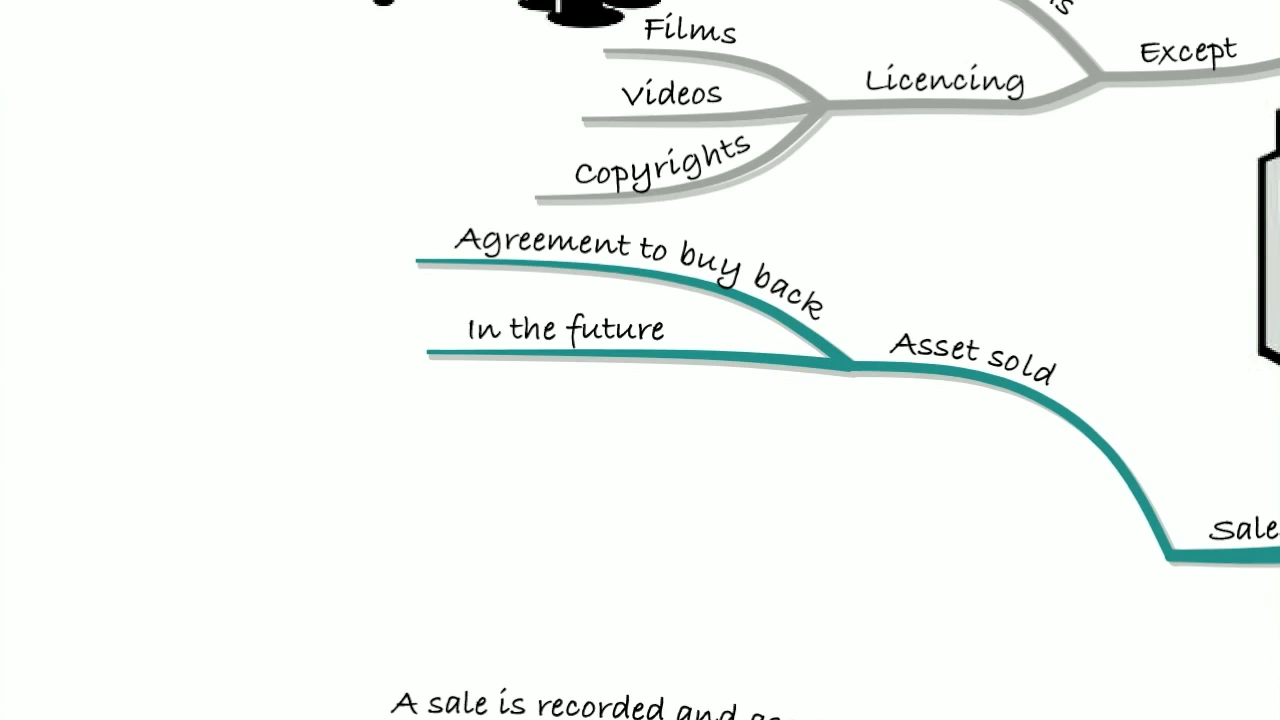 Films
Except
Licencing
Videos
Copyrights
Agreement to buy back
In the future
Asset sold
Sale
A sale is recorded and